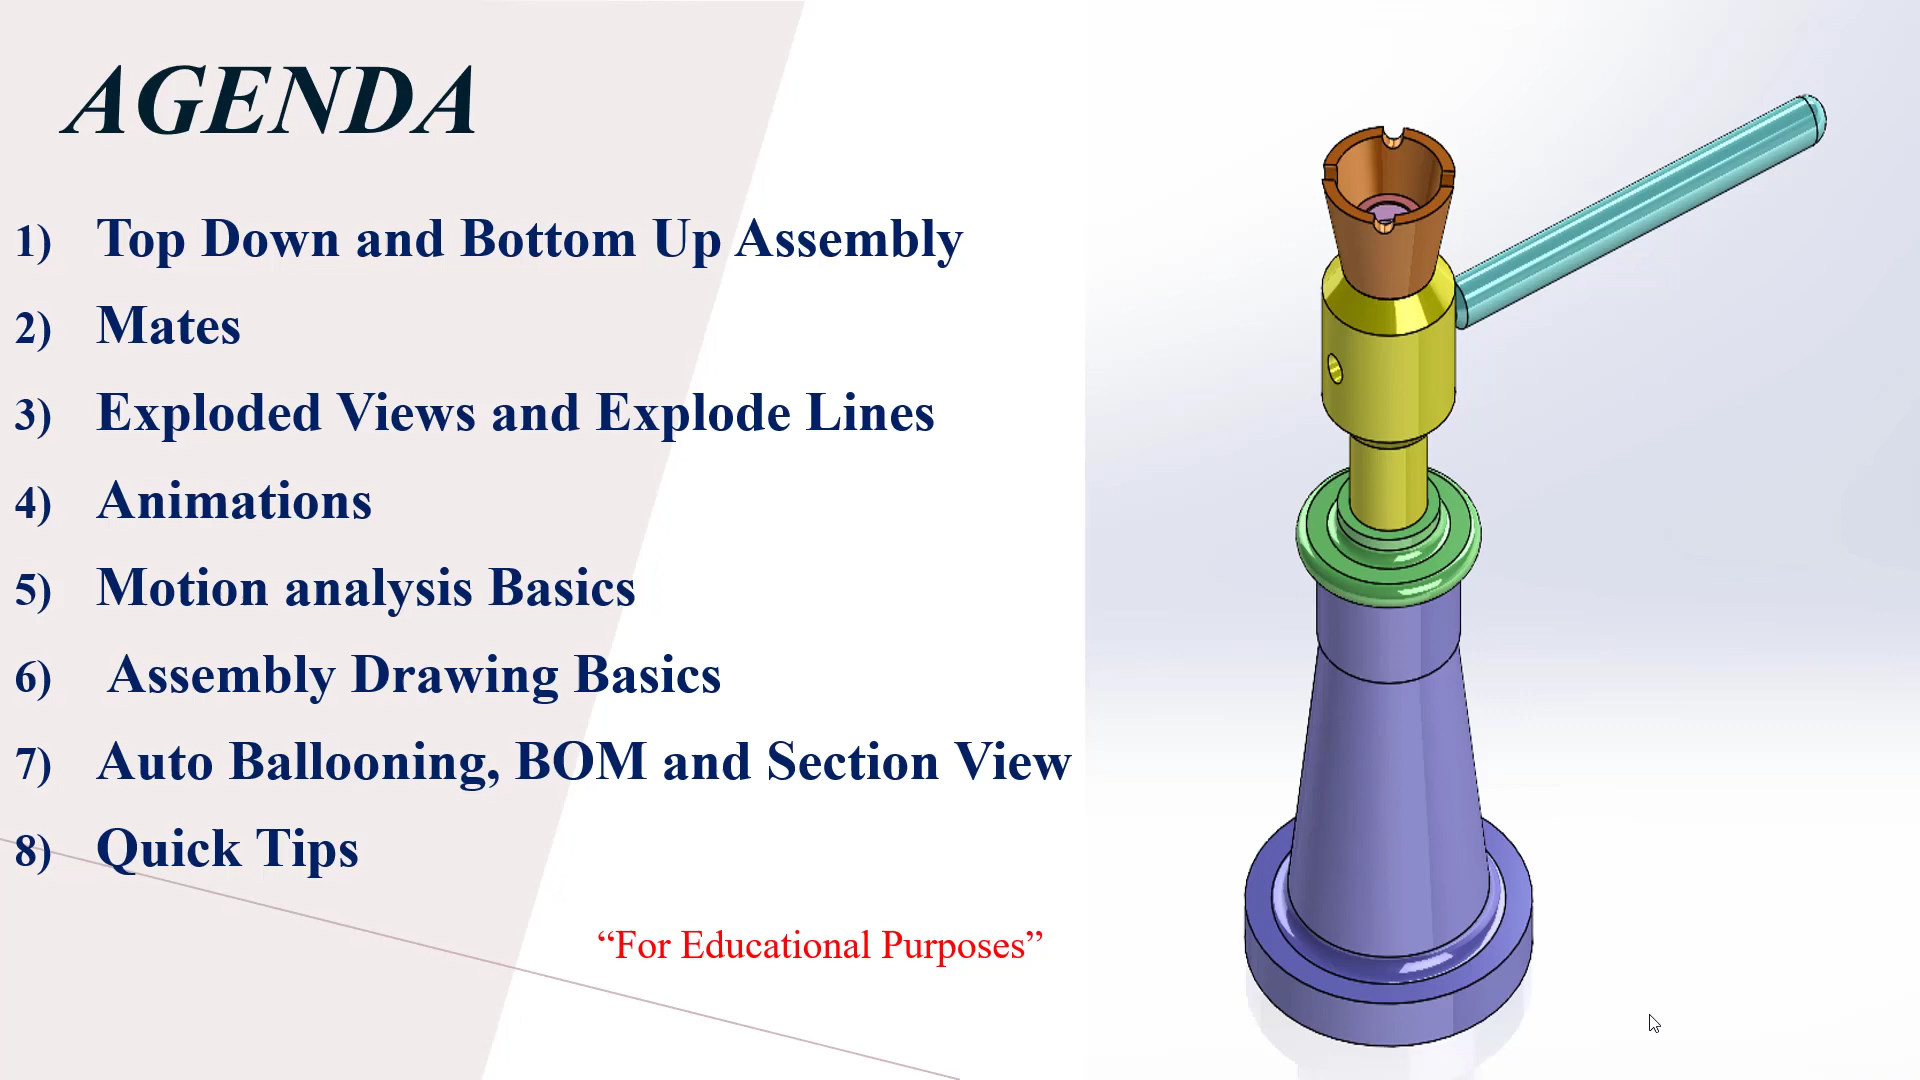 AGENDA
1) Top Down and Bottom Up Assembly
2) Mates
3) Exploded Views and Explode Lines
4) Animations
5) Motion analysis Basics
6) Assembly Drawing Basics
7) Auto Ballooning, BOM and Section View
8) Quick Tips
“For Educational Purposes”